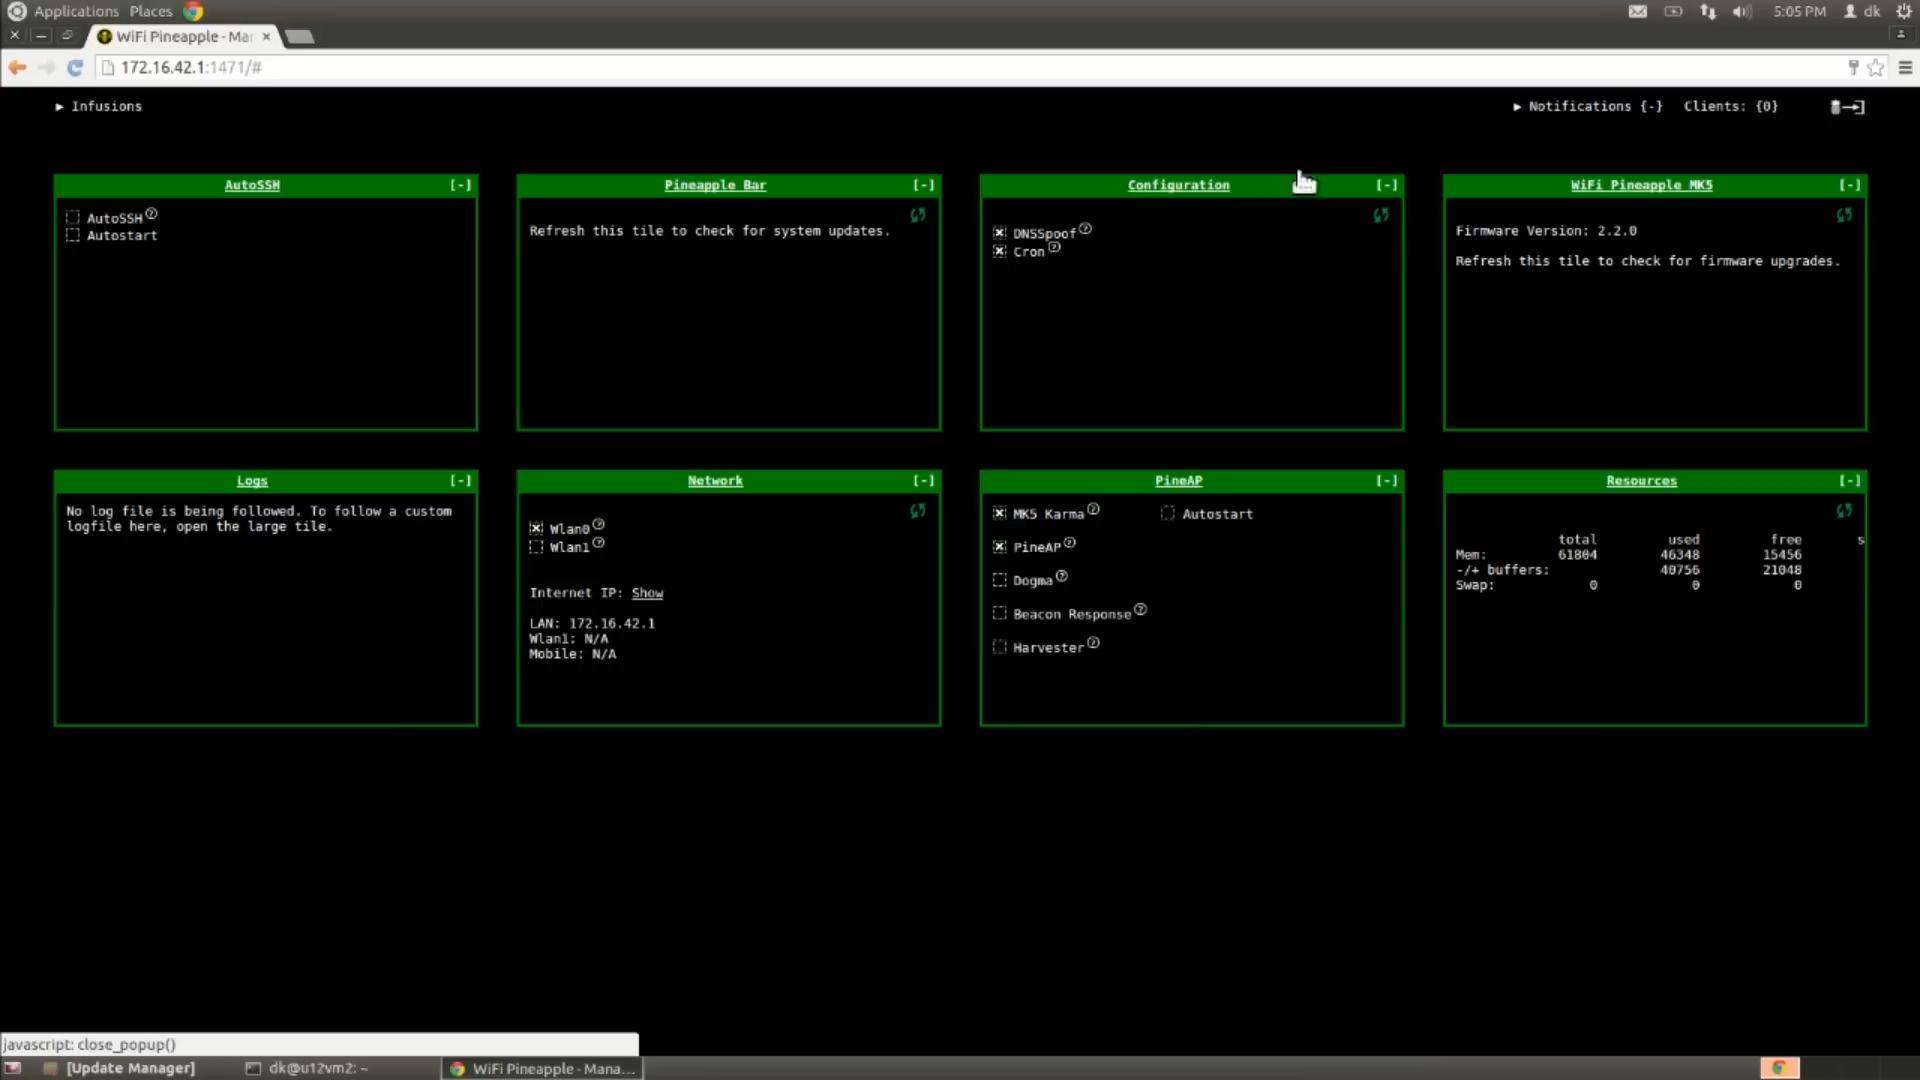 Applications Places
5:05 PM dk
WiFi Pineapple - Mar
172.16.42.1:1471/#
▶ Infusions
▶ Notifications {-} Clients: {0}
AutoSSH [-]
AutoSSH?
Autostart
Pineapple Bar [-]
Refresh this tile to check for system updates.
Configuration [-]
DNSSpoof?
Cron?
WiFi Pineapple MK5 [-]
Firmware Version: 2.2.0
Refresh this tile to check for firmware upgrades.
Logs [-]
No log file is being followed. To follow a custom
logfile here, open the large tile.
Network [-]
Wlan0?
Wlan1?
Internet IP: Show
LAN: 172.16.42.1
Wlan1: N/A
Mobile: N/A
PineAP [-]
MK5 Karma? Autostart
PineAP?
Dogma?
Beacon Response?
Harvester?
Resources [-]
total used free s
Mem: 61804 46348 15456
-/+ buffers: 40756 21048
Swap: 0 0 0
javascript: close_popup()
[Update Manager] dk@u12vm2: ~ WiFi Pineapple - Mana...